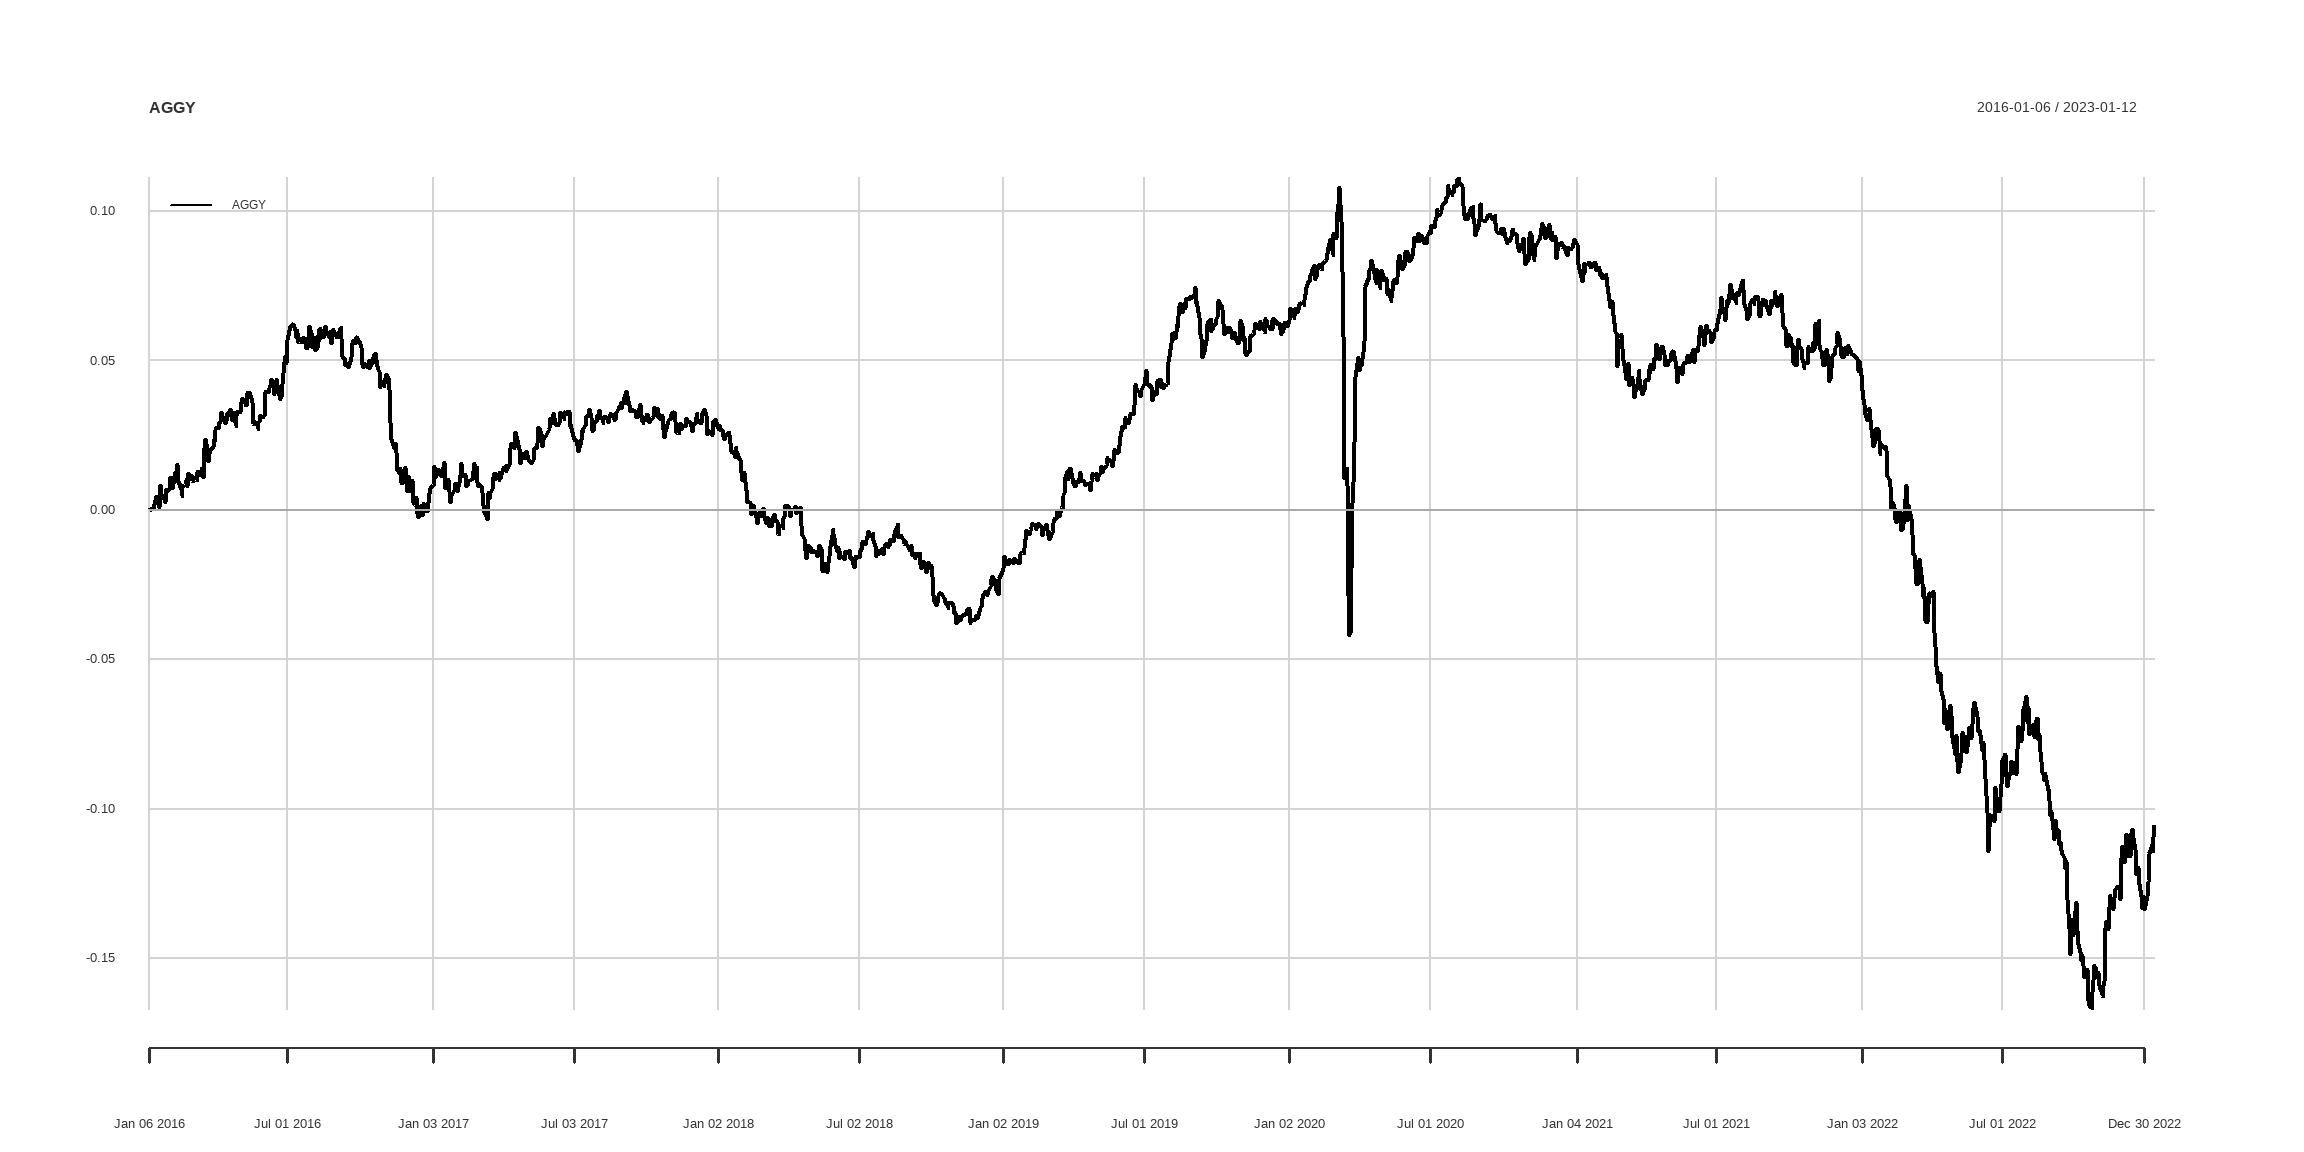 AGGY
2016-01-06 / 2023-01-12
AGGY
0.10
0.05
0.00
-0.05
-0.10
-0.15
Jan 06 2016
Jul 01 2016
Jan 03 2017
Jul 03 2017
Jan 02 2018
Jul 02 2018
Jan 02 2019
Jul 01 2019
Jan 02 2020
Jul 01 2020
Jan 04 2021
Jul 01 2021
Jan 03 2022
Jul 01 2022
Dec 30 2022